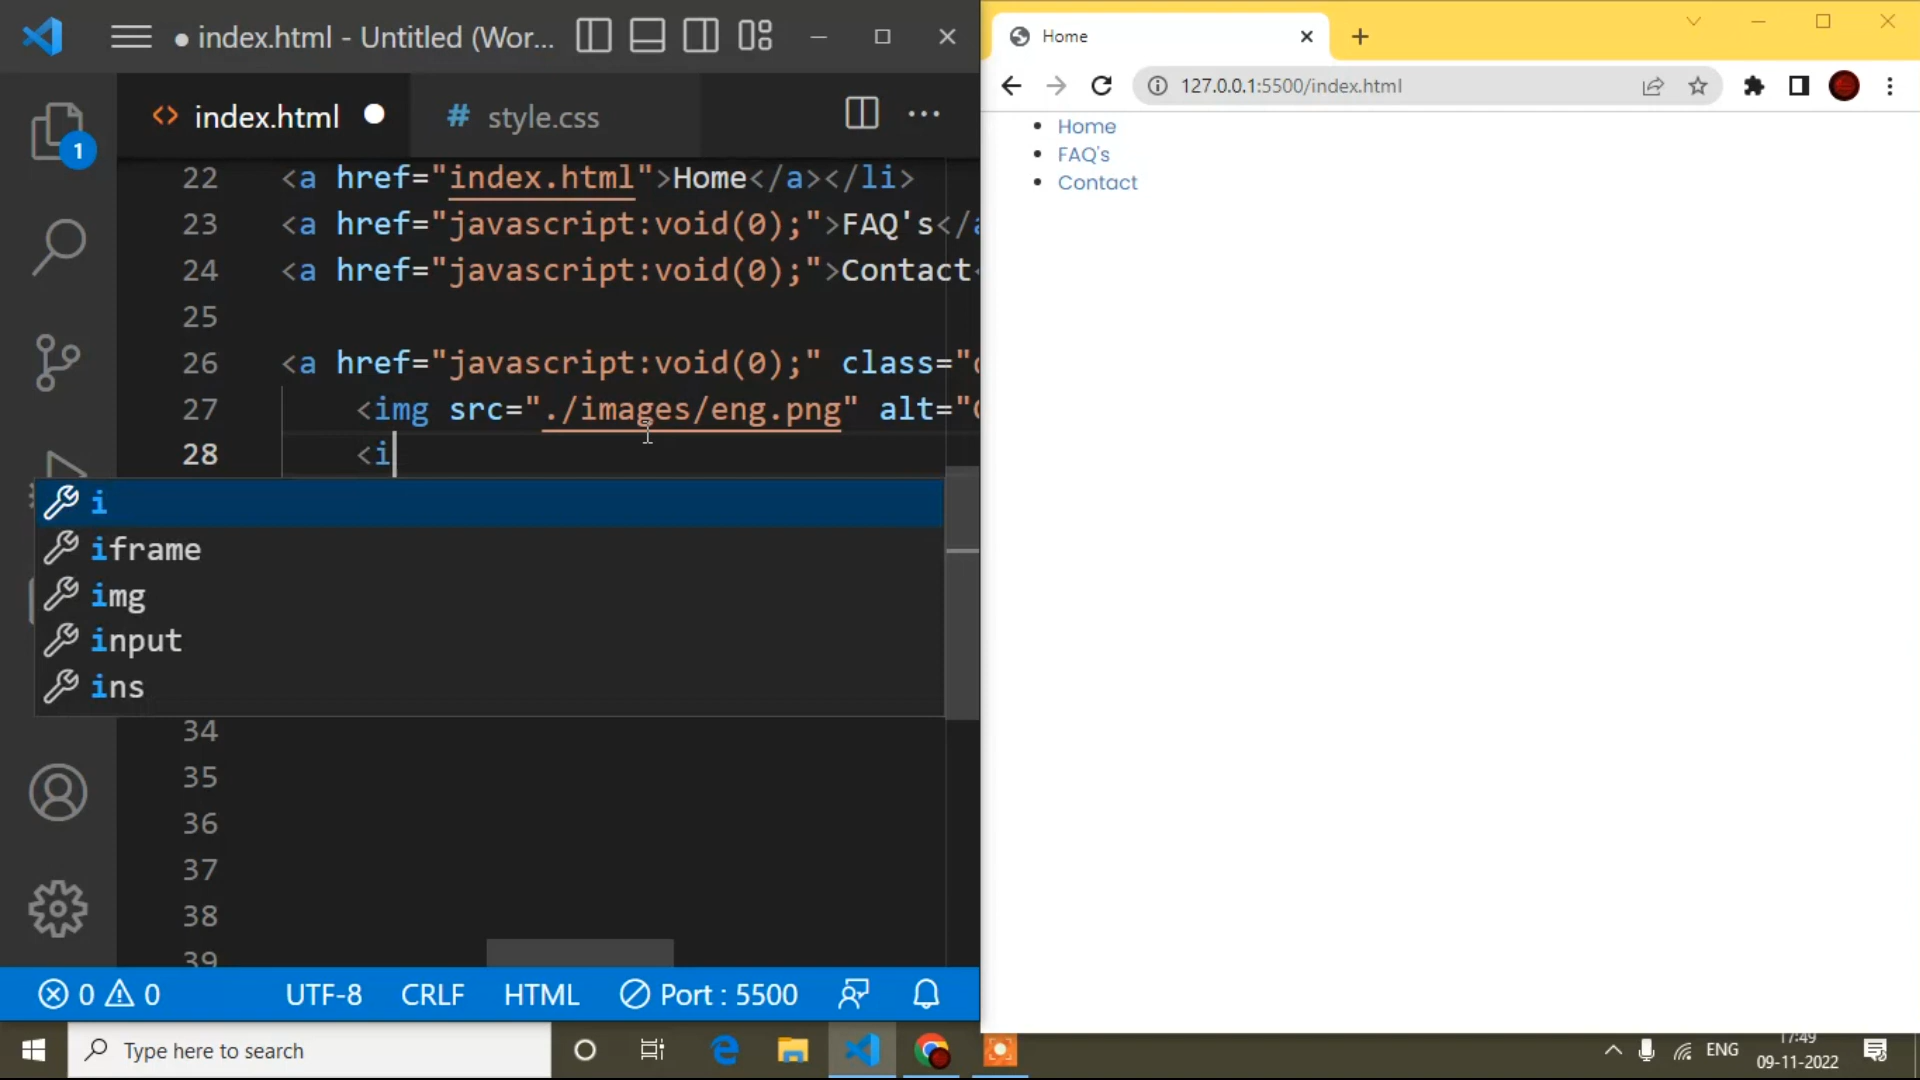 index.html - Untitled (Wor...
index.html
# style.css
1
22 <a href="index.html">Home</a></li>
23 <a href="javascript:void(0);">FAQ's</a
24 <a href="javascript:void(0);">Contact<
25
26 <a href="javascript:void(0);" class="
27 <img src="./images/eng.png" alt="
28 <i
i
iframe
img
input
ins
34
35
36
37
38
39
0 0 UTF-8 CRLF HTML Port : 5500
Home
127.0.0.1:5500/index.html
Home
FAQ's
Contact
Type here to search
ENG
17:49
09-11-2022